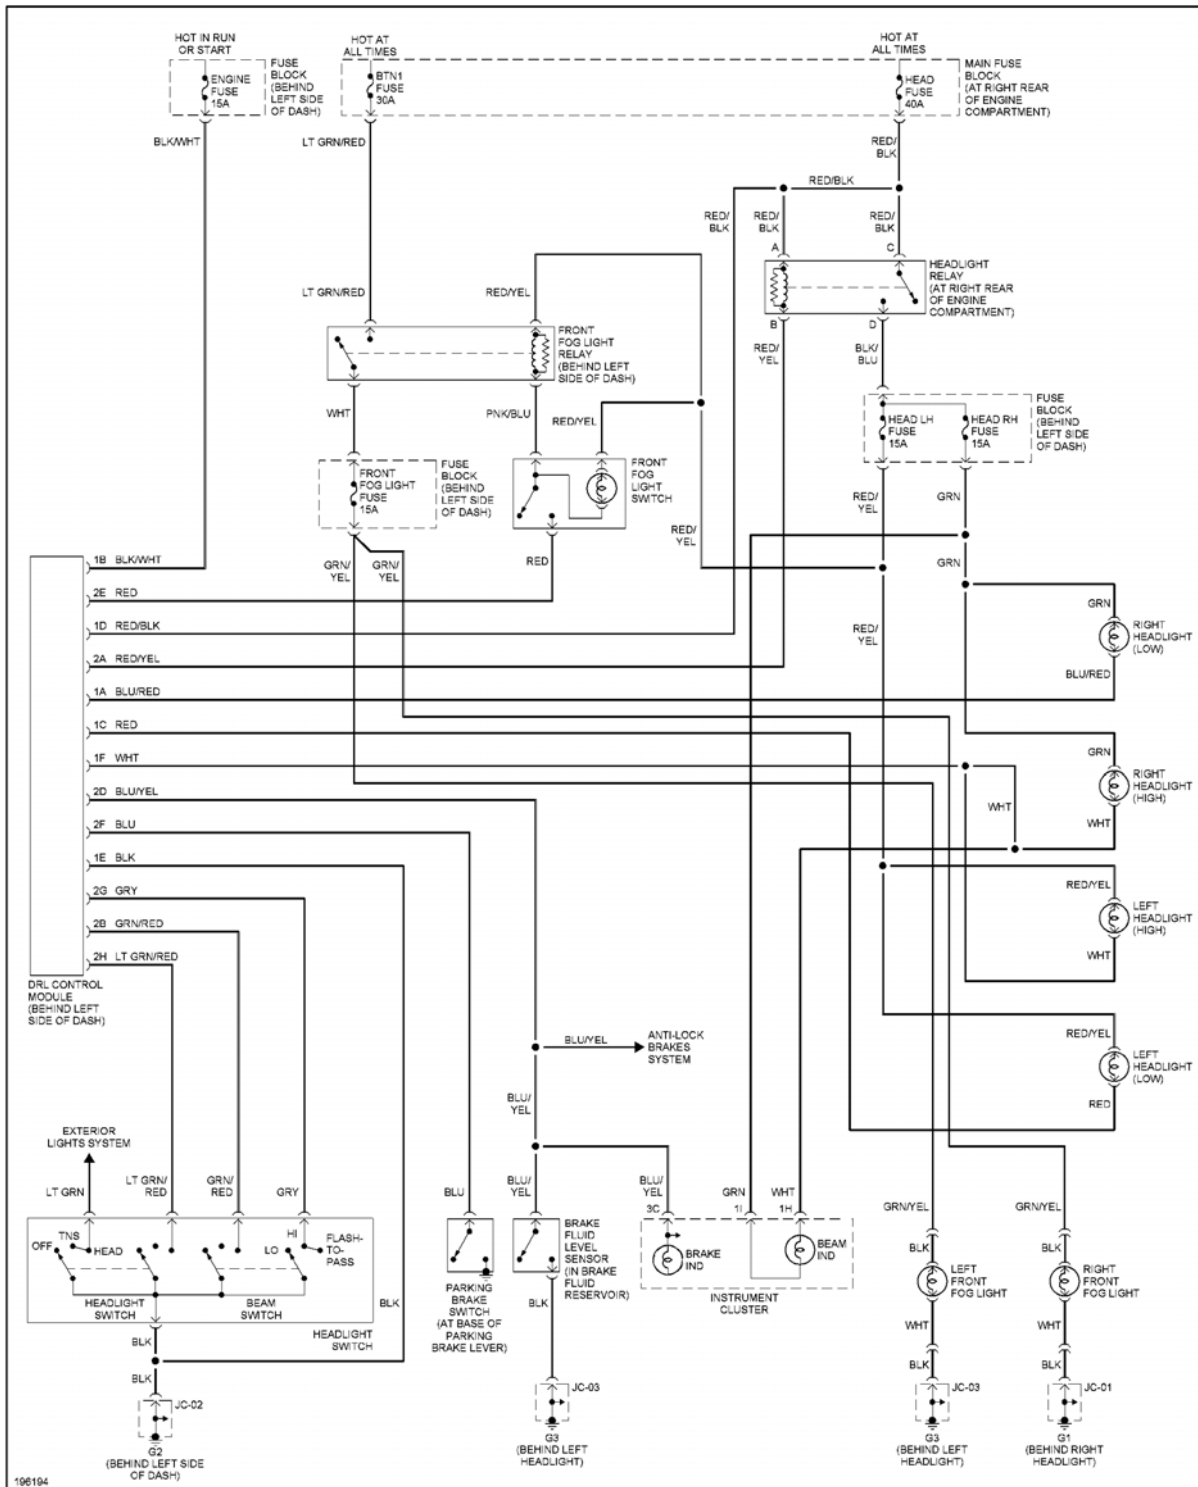 HOT IN RUN
OR START
HOT AT
ALL TIMES
HOT AT
ALL TIMES
ENGINE
FUSE
15A
FUSE
BLOCK
(BEHIND
LEFT SIDE
OF DASH)
BTN1
FUSE
30A
HEAD
FUSE
40A
MAIN FUSE
BLOCK
(AT RIGHT REAR
OF ENGINE
COMPARTMENT)
BLK/WHT
LT GRN/RED
RED/
BLK
RED/BLK
RED/
BLK
RED/
BLK
RED/
BLK
A
C
HEADLIGHT
RELAY
(AT RIGHT REAR
OF ENGINE
COMPARTMENT)
LT GRN/RED
RED/YEL
B
D
FRONT
FOG LIGHT
RELAY
(BEHIND LEFT
SIDE OF DASH)
RED/
YEL
BLK/
BLU
WHT
PNK/BLU
RED/YEL
HEAD LH
FUSE
15A
HEAD RH
FUSE
15A
FUSE
BLOCK
(BEHIND
LEFT SIDE
OF DASH)
FRONT
FOG LIGHT
FUSE
15A
FUSE
BLOCK
(BEHIND
LEFT SIDE
OF DASH)
FRONT
FOG
LIGHT
SWITCH
RED/
YEL
GRN
RED/
YEL
GRN/
YEL
GRN/
YEL
RED
GRN
1B BLK/WHT
2E RED
1D RED/BLK
2A RED/YEL
1A BLU/RED
1C RED
1F WHT
2D BLU/YEL
2F BLU
1E BLK
2G GRY
2B GRN/RED
2H LT GRN/RED
DRL CONTROL
MODULE
(BEHIND LEFT
SIDE OF DASH)
RED/
YEL
GRN
RIGHT
HEADLIGHT
(LOW)
BLU/RED
GRN
RIGHT
HEADLIGHT
(HIGH)
WHT
WHT
RED/YEL
LEFT
HEADLIGHT
(HIGH)
WHT
RED/YEL
LEFT
HEADLIGHT
(LOW)
RED
BLU/YEL
ANTI-LOCK
BRAKES
SYSTEM
BLU/
YEL
EXTERIOR
LIGHTS SYSTEM
LT GRN
LT GRN/
RED
GRN/
RED
GRY
BLU
BLU/
YEL
BLU/
YEL
GRN
WHT
3C
1I
1H
GRN/YEL
GRN/YEL
OFF
TNS
HEAD
HI
LO
FLASH-
TO-
PASS
HEADLIGHT
SWITCH
BEAM
SWITCH
BLK
HEADLIGHT
SWITCH
PARKING
BRAKE
SWITCH
(AT BASE OF
PARKING
BRAKE LEVER)
BRAKE
FLUID
LEVEL
SENSOR
(IN BRAKE
FLUID
RESERVOIR)
BRAKE
IND
BEAM
IND
INSTRUMENT
CLUSTER
BLK
BLK
LEFT
FRONT
FOG LIGHT
RIGHT
FRONT
FOG LIGHT
WHT
WHT
BLK
BLK
BLK
BLK
BLK
JC-02
JC-03
JC-03
JC-01
G2
(BEHIND LEFT SIDE
OF DASH)
G3
(BEHIND LEFT
HEADLIGHT)
G3
(BEHIND LEFT
HEADLIGHT)
G1
(BEHIND RIGHT
HEADLIGHT)
196194